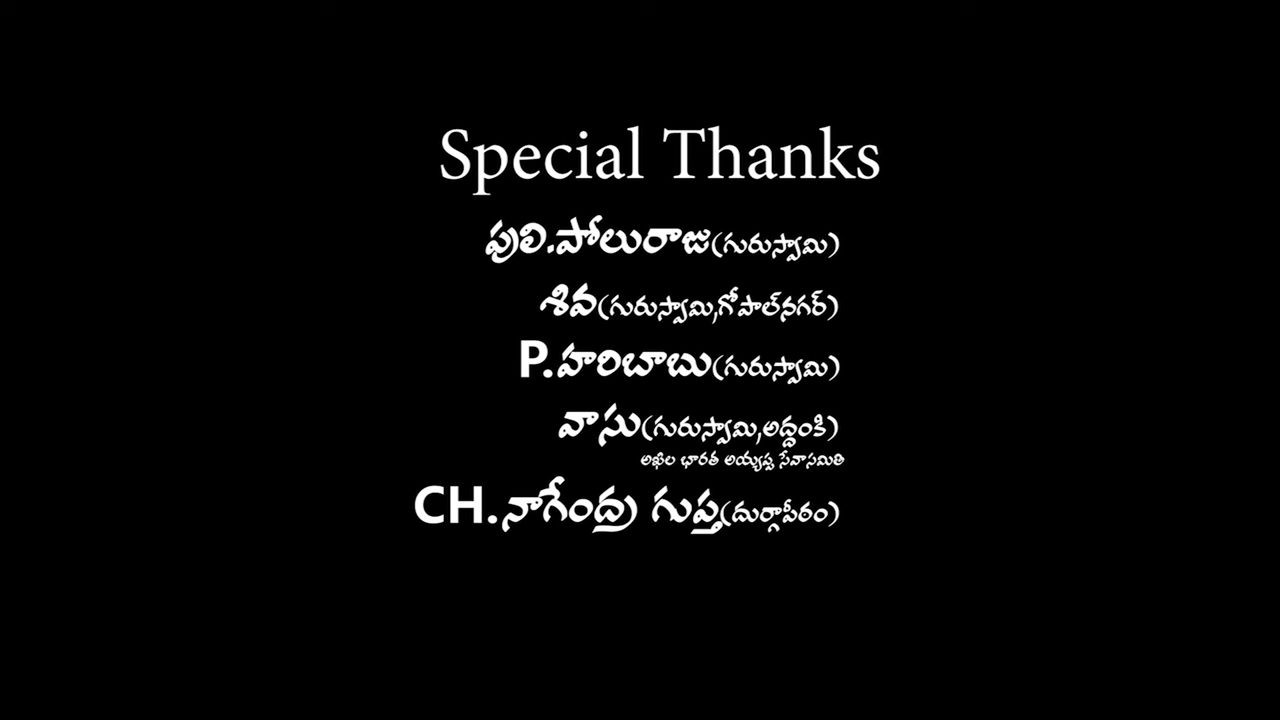 Special Thanks
పులి.పోలురాజు(గురుస్వామి)
శివ(గురుస్వామి,గోపాల్‌నగర్)
P.హరిబాబు(గురుస్వామి)
వాసు(గురుస్వామి,అద్దంకి)
అఖిల భారత అయ్యప్ప సేవాసమితి
CH.నాగేంద్ర గుప్త(దుర్గాపీఠం)